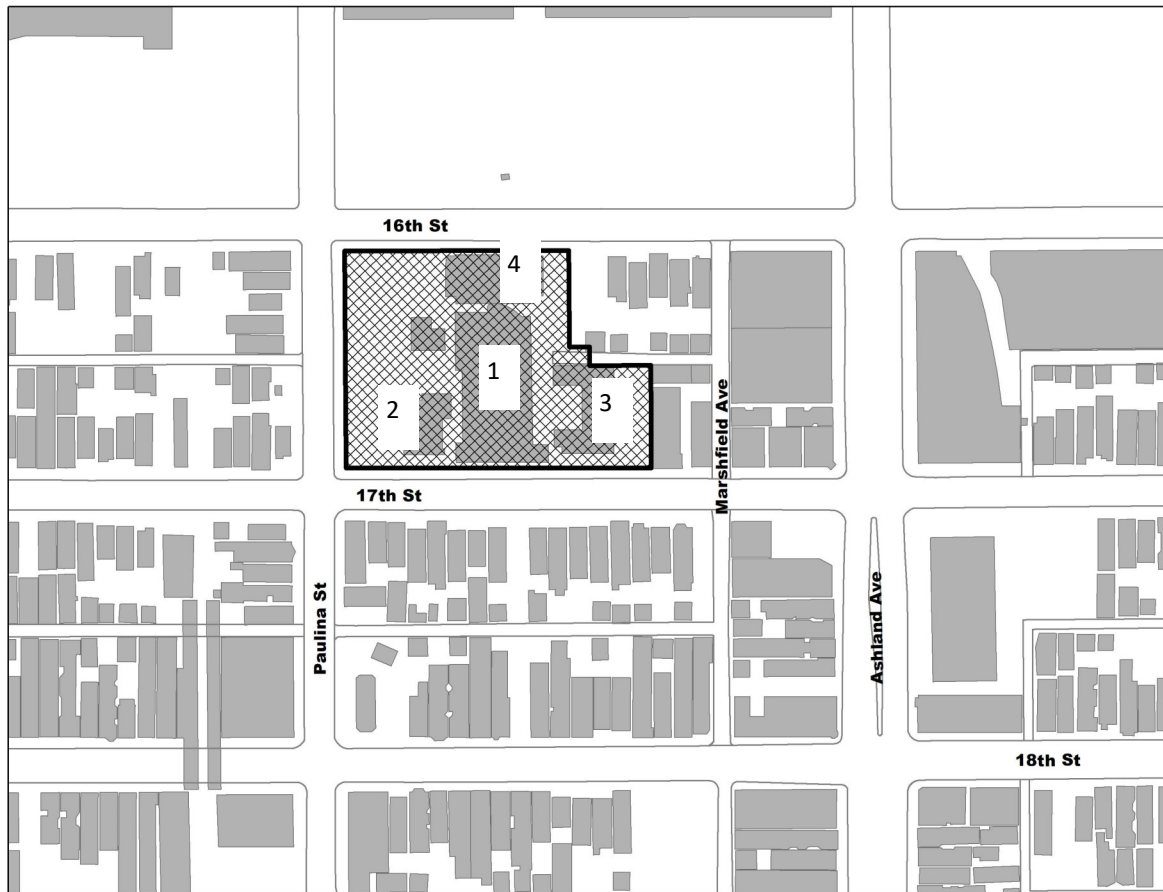 16th St
4
1
2
3
17th St
Marshfield Ave
Paulina St
Ashland Ave
18th St